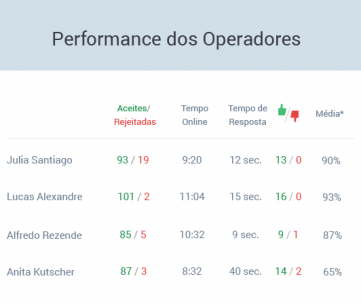 Performance dos Operadores
Aceites/ Tempo Tempo de / Média*
Rejeitadas Online Resposta
Julia Santiago 93 / 19 9:20 12 sec. 13 / 0 90%
Lucas Alexandre 101 / 2 11:04 15 sec. 16 / 0 93%
Alfredo Rezende 85 / 5 10:32 9 sec. 9 / 1 87%
Anita Kutscher 87 / 3 8:32 40 sec. 14 / 2 65%